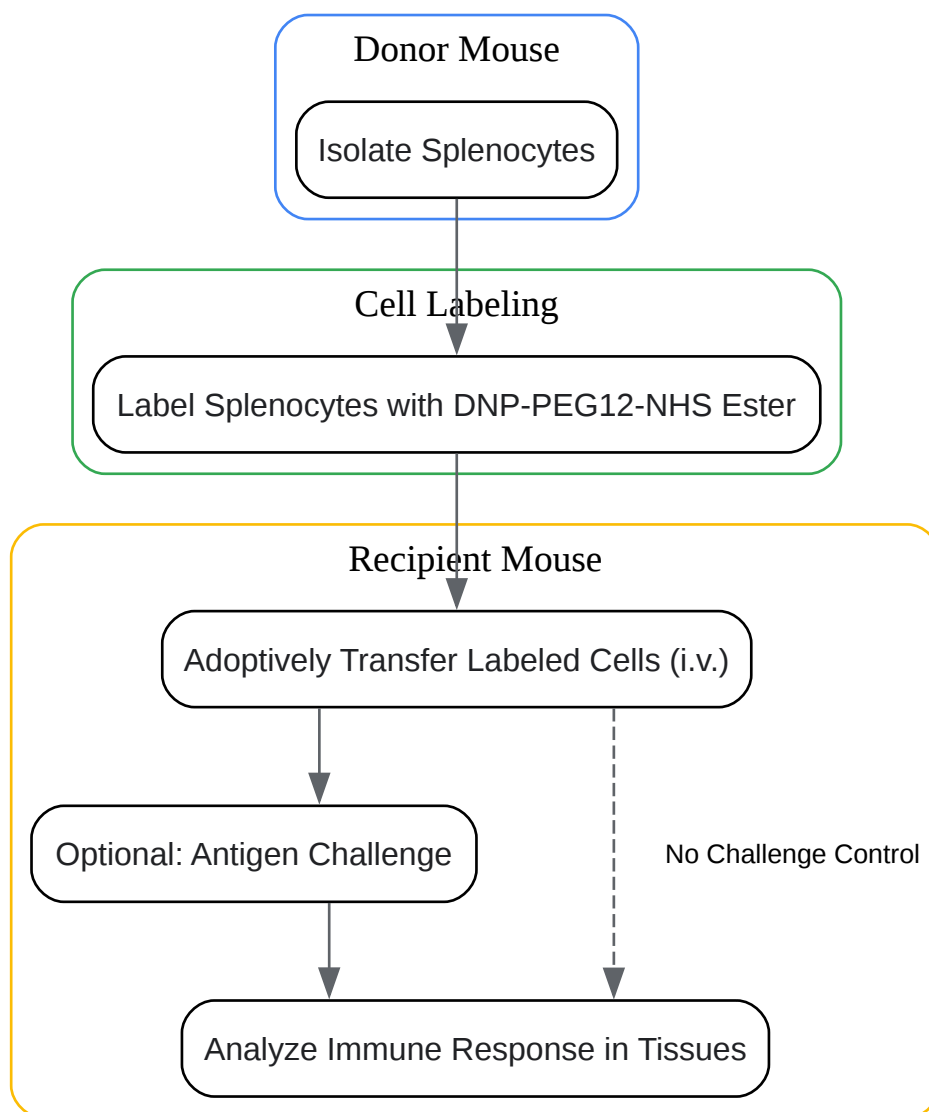 Donor Mouse
Isolate Splenocytes
Cell Labeling
Label Splenocytes with DNP-PEG12-NHS Ester
Recipient Mouse
Adoptively Transfer Labeled Cells (i.v.)
Optional: Antigen Challenge
No Challenge Control
Analyze Immune Response in Tissues